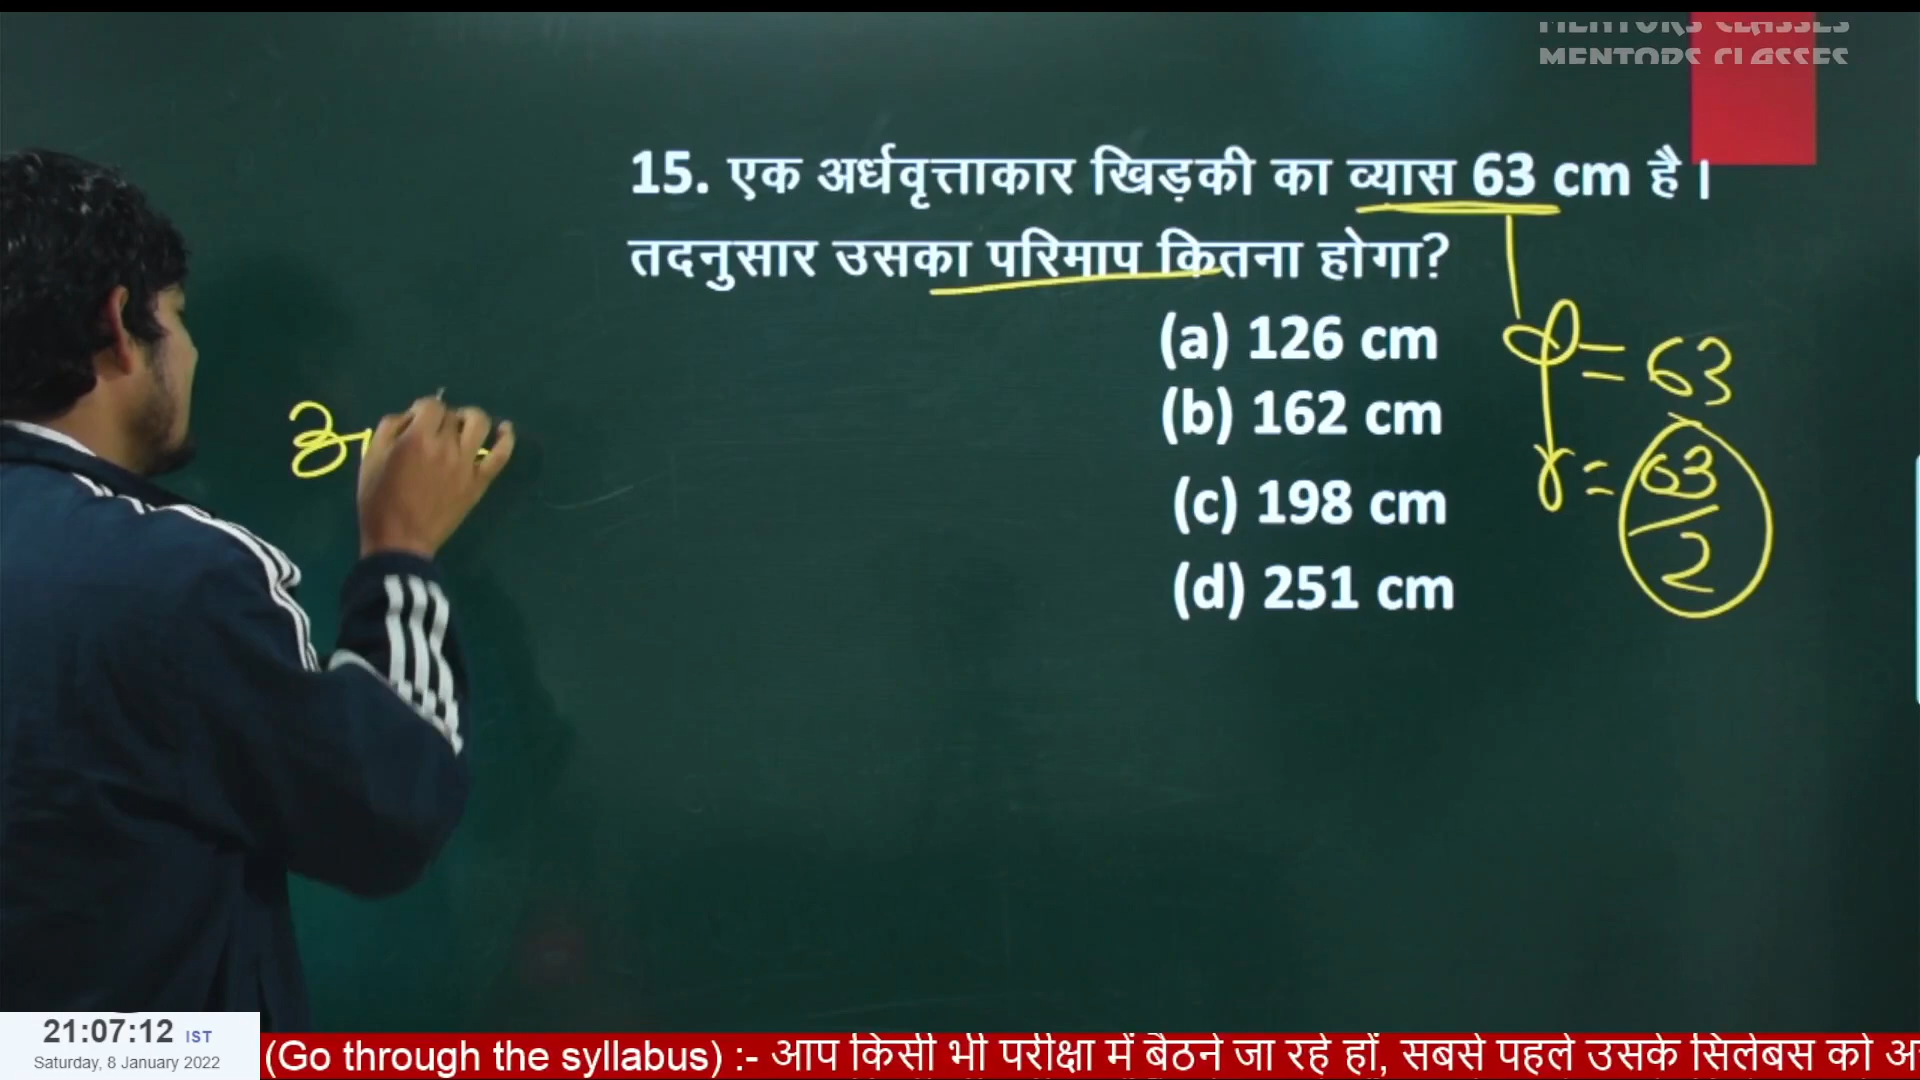 MENTORS CLASSES
MENTORS CLASSES
15. एक अर्धवृत्ताकार खिड़की का व्यास 63 cm है।
तदनुसार उसका परिमाप कितना होगा?
(a) 126 cm
(b) 162 cm
(c) 198 cm
(d) 251 cm
= 63
r = 63/2
21:07:12 IST
Saturday, 8 January 2022
(Go through the syllabus) :- आप किसी भी परीक्षा में बैठने जा रहे हों, सबसे पहले उसके सिलेबस को